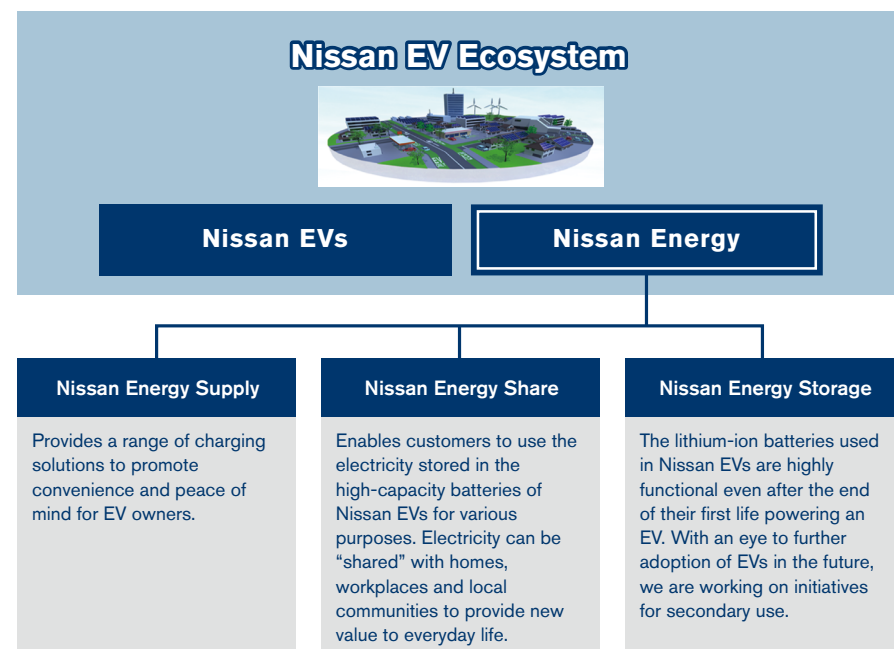 Nissan EV Ecosystem
Nissan EVs
Nissan Energy
Nissan Energy Supply
Provides a range of charging
solutions to promote
convenience and peace of
mind for EV owners.
Nissan Energy Share
Enables customers to use the
electricity stored in the
high-capacity batteries of
Nissan EVs for various
purposes. Electricity can be
“shared” with homes,
workplaces and local
communities to provide new
value to everyday life.
Nissan Energy Storage
The lithium-ion batteries used
in Nissan EVs are highly
functional even after the end
of their first life powering an
EV. With an eye to further
adoption of EVs in the future,
we are working on initiatives
for secondary use.